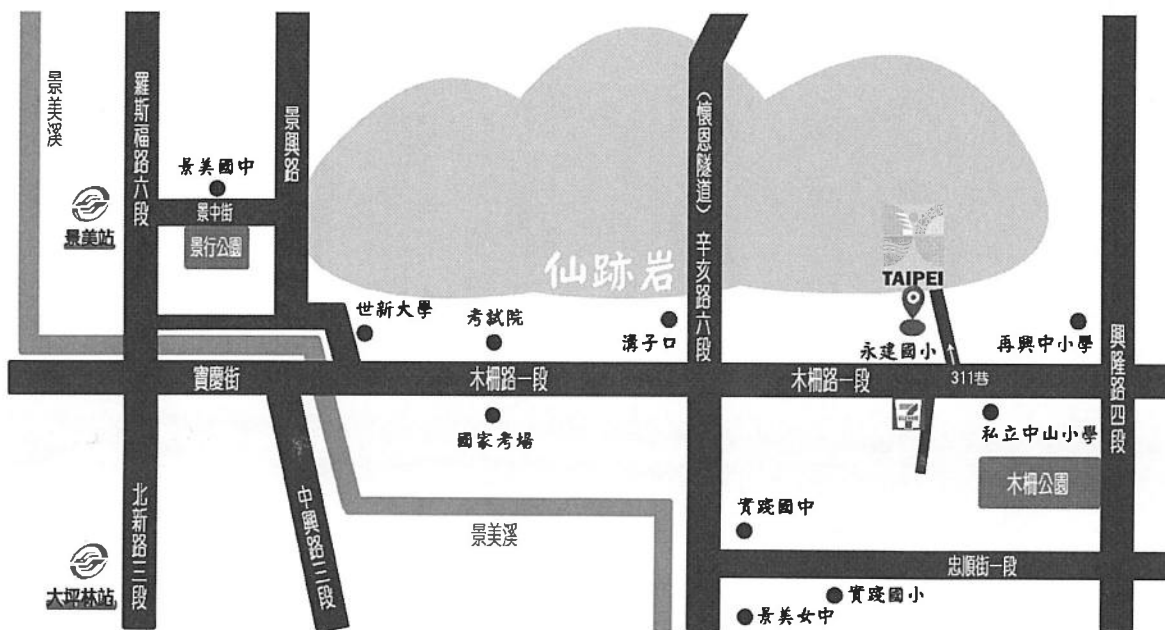 景美溪
羅斯福路六段
景興路
景美國中
景中街
景行公園
景美站
仙跡岩
(懷恩隧道) 辛亥路六段
TAIPEI
世新大學
考試院
溝子口
永建國小
再興中小學
興隆路四段
寶慶街
木柵路一段
木柵路一段
311巷
7
國家考場
私立中山小學
木柵公園
北新路三段
中興路三段
景美溪
實踐國中
忠順街一段
大坪林站
實踐國小
景美女中